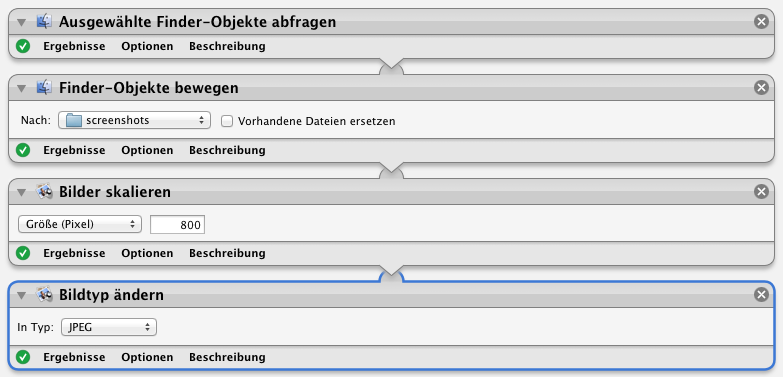 Ausgewählte Finder-Objekte abfragen
Ergebnisse Optionen Beschreibung
Finder-Objekte bewegen
Nach: screenshots Vorhandene Dateien ersetzen
Ergebnisse Optionen Beschreibung
Bilder skalieren
Größe (Pixel) 800
Ergebnisse Optionen Beschreibung
Bildtyp ändern
In Typ: JPEG
Ergebnisse Optionen Beschreibung